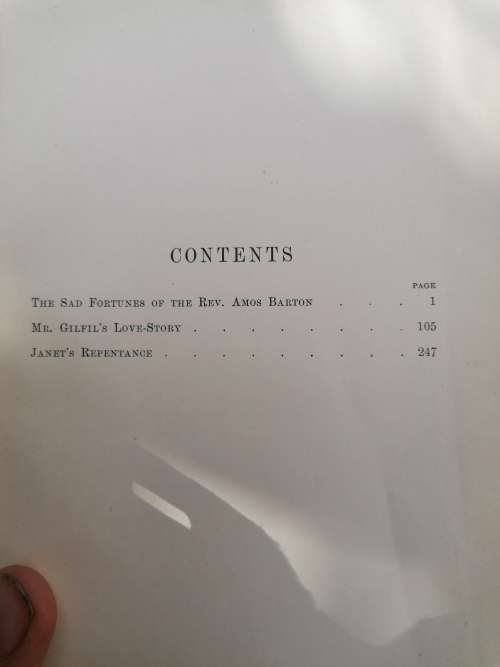 CONTENTS
PAGE
The Sad Fortunes of the Rev. Amos Barton . . . 1
Mr. Gilfil's Love-Story . . . . . . . . 105
Janet's Repentance . . . . . . . . . 247